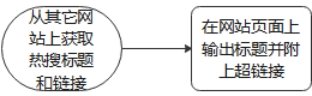 从其它网
站上获取
热搜标题
和链接
在网站页面上
输出标题并附
上超链接